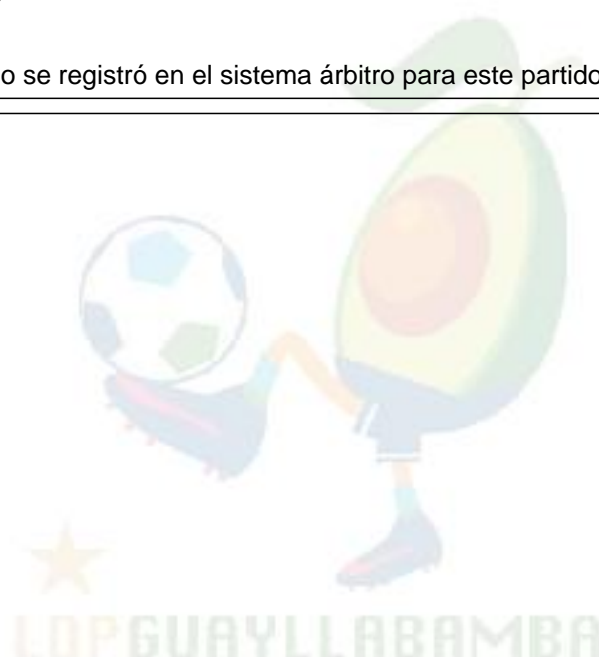 o se registró en el sistema árbitro para este partido
LDPGUAYLLABAMBA